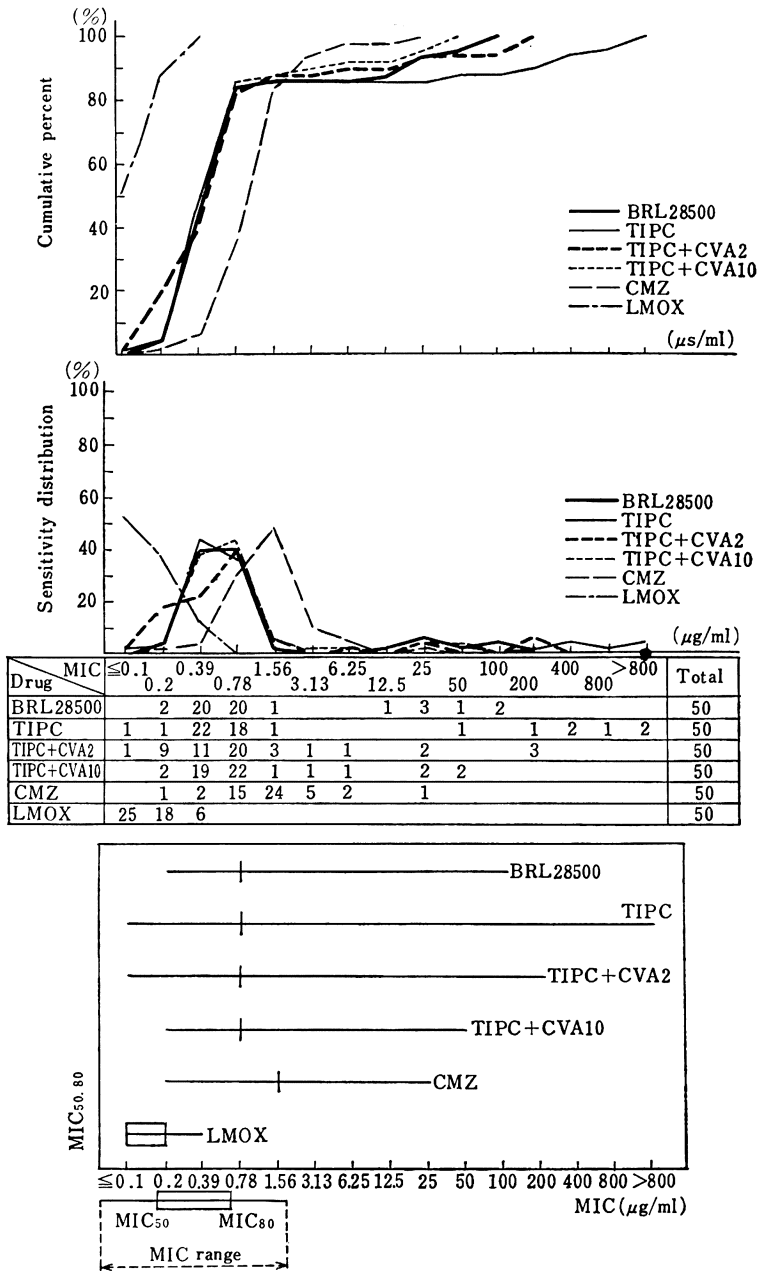 (%)
100
80
60
40
20
Cumulative percent
BRL28500
TIPC
TIPC+CVA2
TIPC+CVA10
CMZ
LMOX
(μs/ml)
(%)
100
80
60
40
20
Sensitivity distribution
BRL28500
TIPC
TIPC+CVA2
TIPC+CVA10
CMZ
LMOX
(μg/ml)
Drug MIC ≦0.1 0.2 0.39 0.78 1.56 3.13 6.25 12.5 25 50 100 200 400 800 >800 Total
BRL28500 2 20 20 1 1 3 1 2 50
TIPC 1 1 22 18 1 1 1 2 1 2 50
TIPC+CVA2 1 9 11 20 3 1 1 2 3 50
TIPC+CVA10 2 19 22 1 1 1 2 2 50
CMZ 1 2 15 24 5 2 1 50
LMOX 25 18 6 50
BRL28500
TIPC
TIPC+CVA2
TIPC+CVA10
CMZ
LMOX
MIC50.80
≦0.1 0.2 0.39 0.78 1.56 3.13 6.25 12.5 25 50 100 200 400 800 >800
MIC(μg/ml)
MIC50 MIC80
MIC range